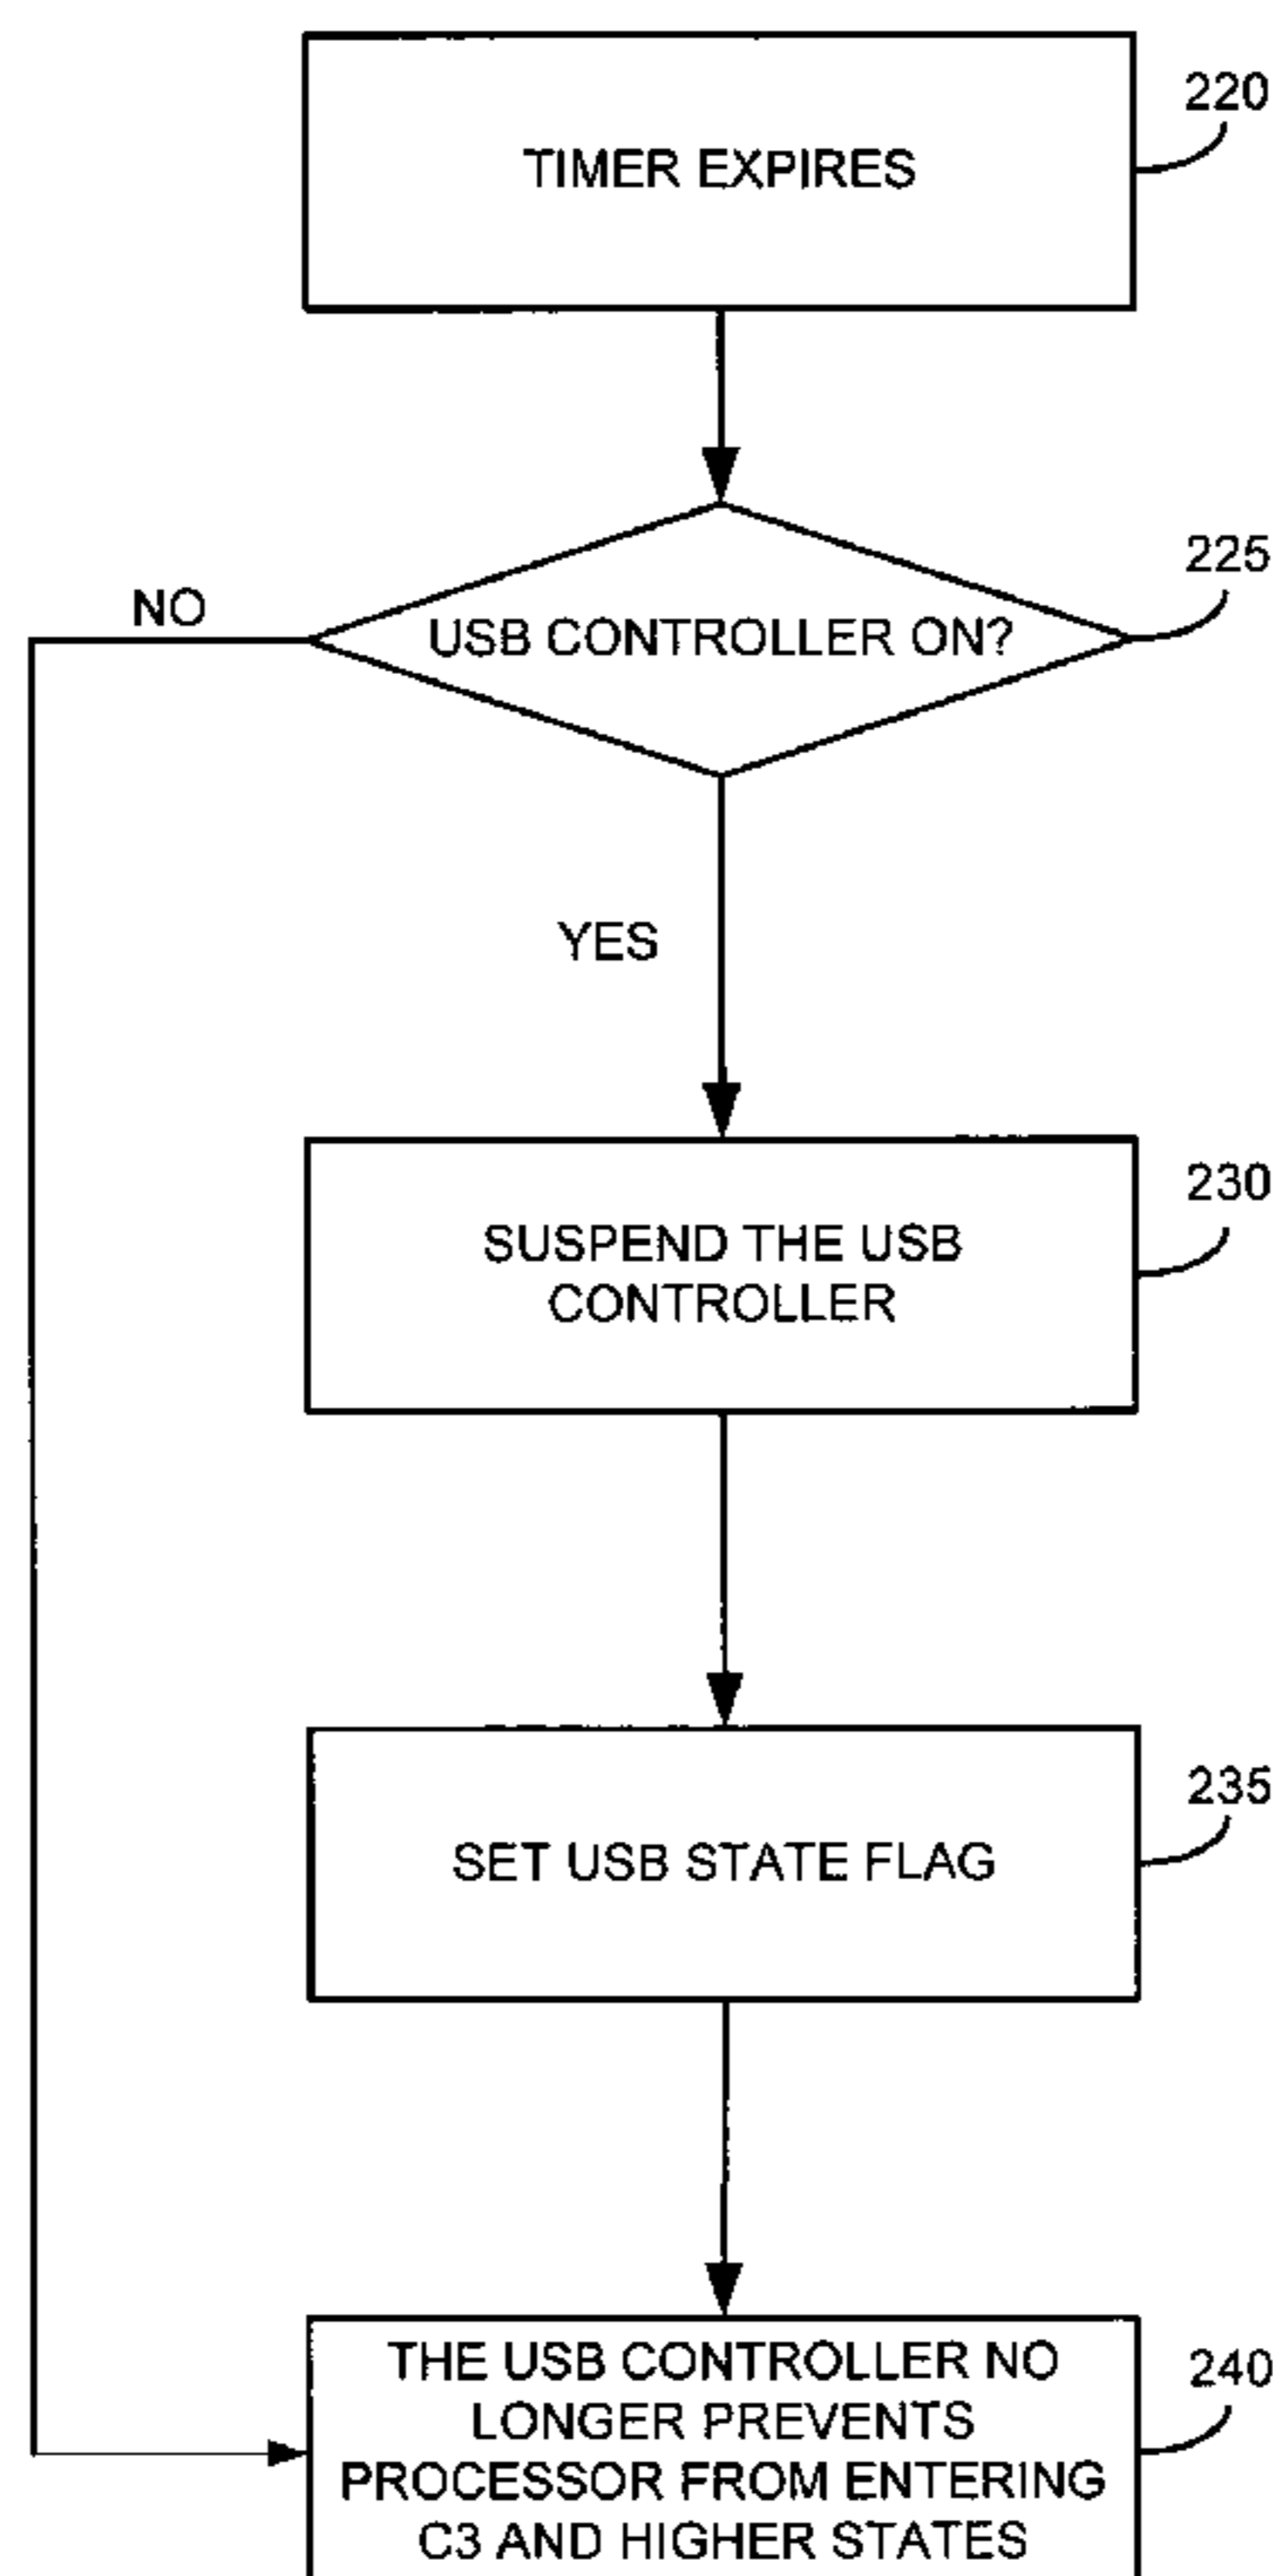 TIMER EXPIRES
220
USB CONTROLLER ON?
225
NO
YES
SUSPEND THE USB
CONTROLLER
230
SET USB STATE FLAG
235
THE USB CONTROLLER NO
LONGER PREVENTS
PROCESSOR FROM ENTERING
C3 AND HIGHER STATES
240